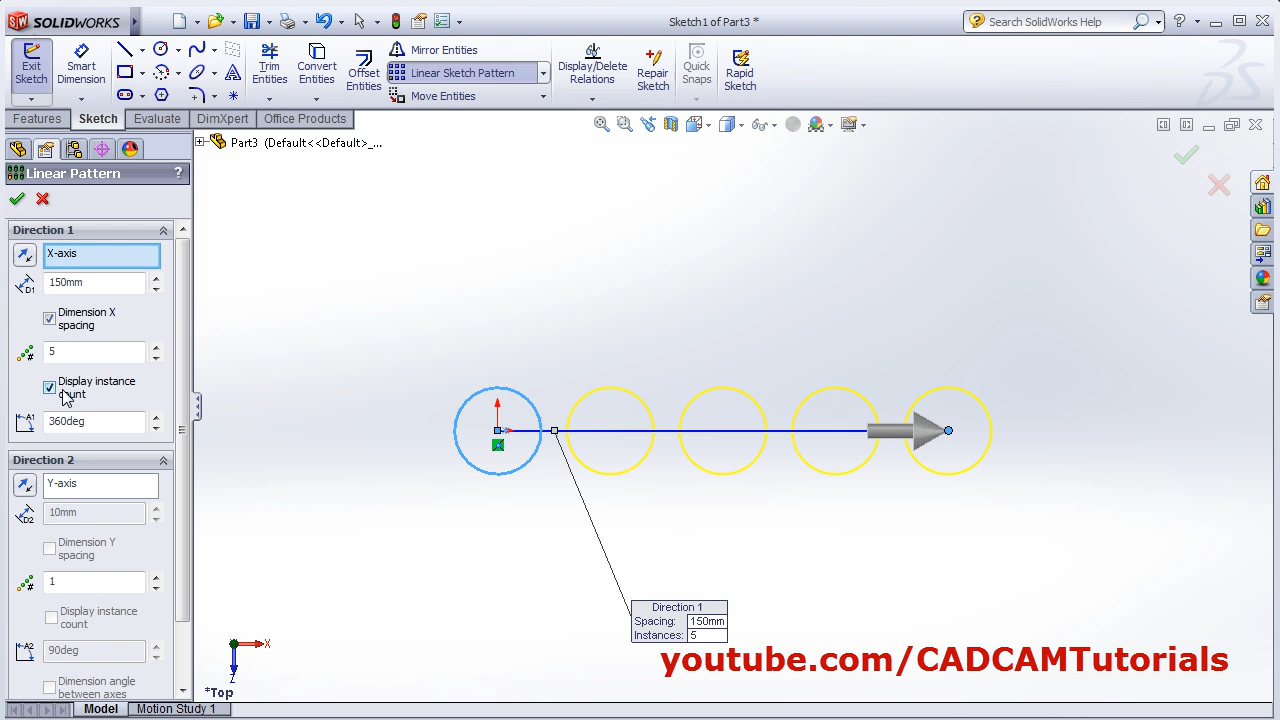 SOLIDWORKS
Sketch1 of Part3 *
Search SolidWorks Help
Exit Sketch
Smart Dimension
Trim Entities
Convert Entities
Offset Entities
Mirror Entities
Linear Sketch Pattern
Move Entities
Display/Delete Relations
Repair Sketch
Quick Snaps
Rapid Sketch
Features
Sketch
Evaluate
DimXpert
Office Products
Part3 (Default<<Default>_...
Linear Pattern
?
Direction 1
X-axis
D1
150mm
Dimension X
spacing
#
5
Display instance
count
A1
360deg
Direction 2
Y-axis
D2
10mm
Dimension Y
spacing
#
1
Display instance
count
A2
90deg
Dimension angle
between axes
Direction 1
Spacing: 150mm
Instances: 5
X
Z
*Top
youtube.com/CADCAMTutorials
Model
Motion Study 1